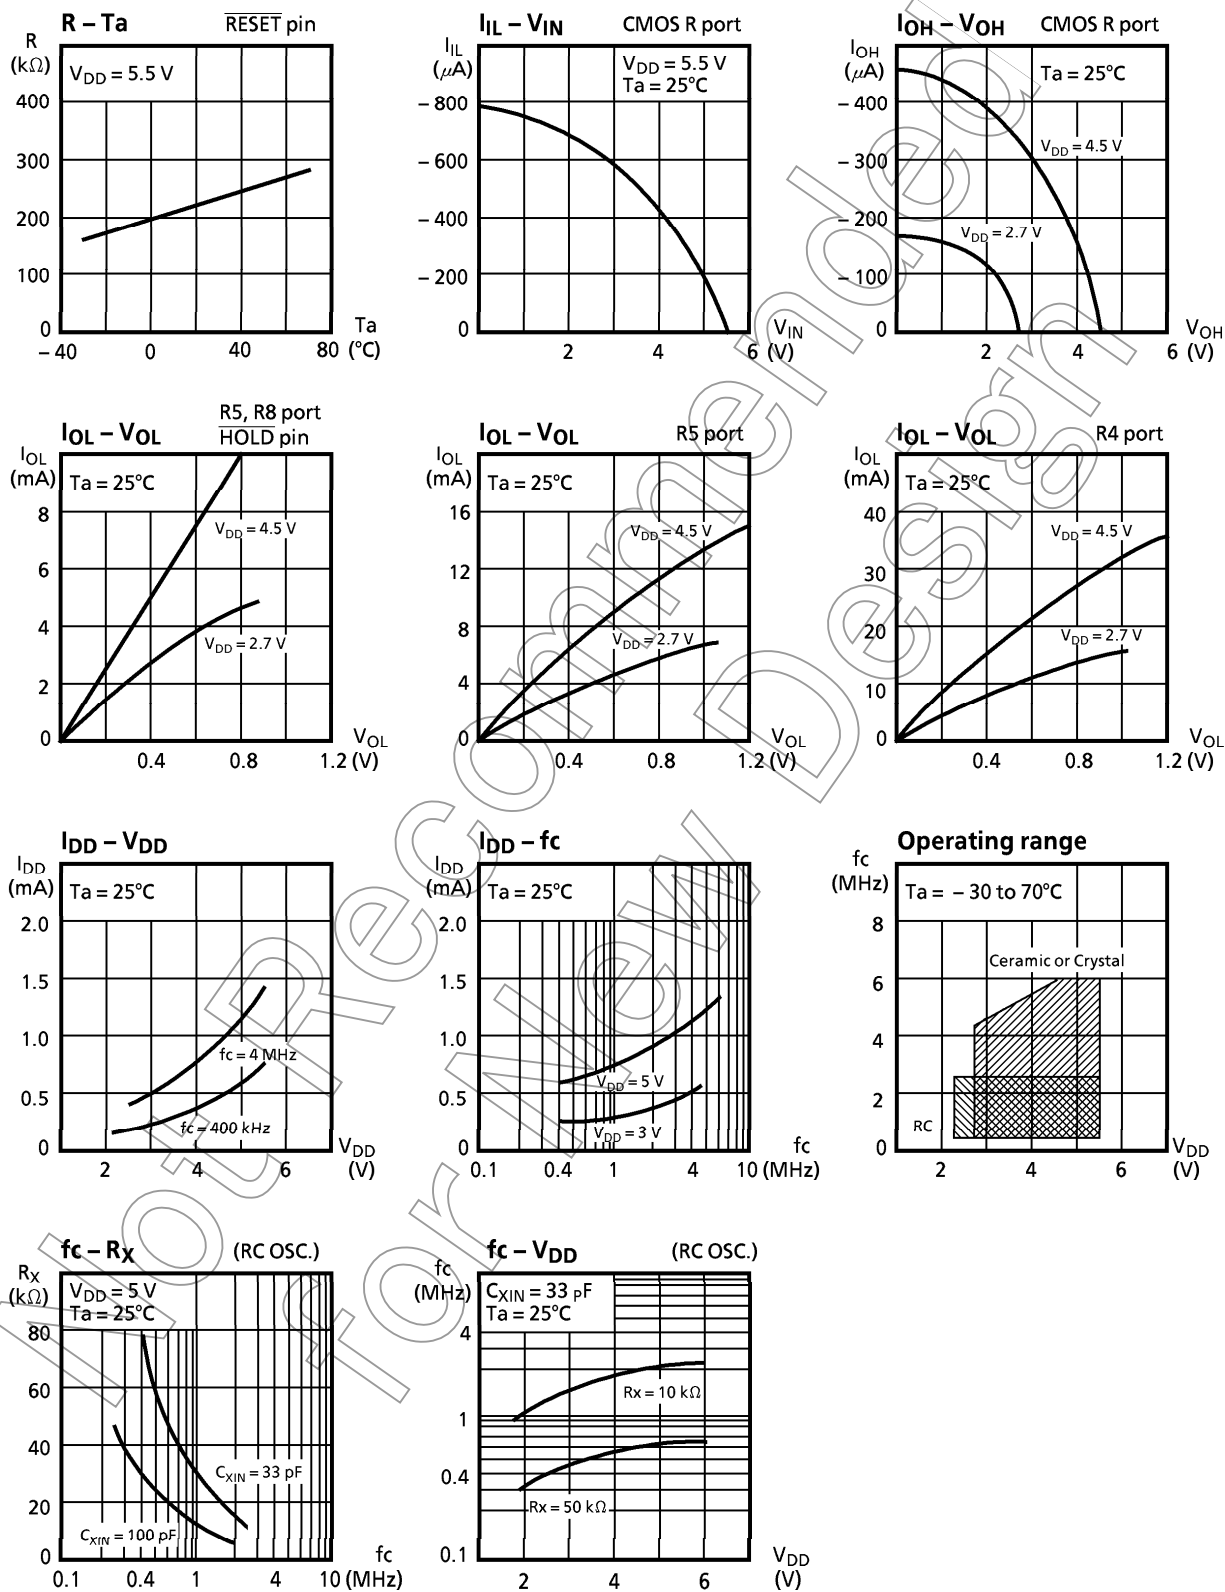 R – Ta RESET pin
R
(kΩ)
VDD = 5.5 V
400
300
200
100
0
– 40 0 40 80
Ta
(°C)
IIL – VIN CMOS R port
IIL
(μA)
VDD = 5.5 V
Ta = 25°C
– 800
– 600
– 400
– 200
0
2 4 6
VIN
(V)
IOH – VOH CMOS R port
IOH
(μA)
Ta = 25°C
– 400
– 300
– 200
– 100
0
VDD = 4.5 V
VDD = 2.7 V
2 4 6
VOH
(V)
IOL – VOL R5, R8 port
HOLD pin
IOL
(mA)
Ta = 25°C
8
6
4
2
0
VDD = 4.5 V
VDD = 2.7 V
0.4 0.8 1.2
VOL
(V)
IOL – VOL R5 port
IOL
(mA)
Ta = 25°C
16
12
8
4
0
VDD = 4.5 V
VDD = 2.7 V
0.4 0.8 1.2
VOL
(V)
IOL – VOL R4 port
IOL
(mA)
Ta = 25°C
40
30
20
10
0
VDD = 4.5 V
VDD = 2.7 V
0.4 0.8 1.2
VOL
(V)
IDD – VDD
IDD
(mA)
Ta = 25°C
2.0
1.5
1.0
0.5
0
fc = 4 MHz
fc = 400 kHz
2 4 6
VDD
(V)
IDD – fc
IDD
(mA)
Ta = 25°C
2.0
1.5
1.0
0.5
0
VDD = 5 V
VDD = 3 V
0.1 0.4 1 4 10
fc
(MHz)
Operating range
fc
(MHz)
Ta = – 30 to 70°C
8
6
4
2
0
Ceramic or Crystal
RC
2 4 6
VDD
(V)
fc – RX (RC OSC.)
RX
(kΩ)
VDD = 5 V
Ta = 25°C
80
60
40
20
0
CXIN = 33 pF
CXIN = 100 pF
0.1 0.4 1 4 10
fc
(MHz)
fc – VDD (RC OSC.)
fc
(MHz)
CXIN = 33 PF
Ta = 25°C
4
1
0.4
0.1
Rx = 10 kΩ
Rx = 50 kΩ
2 4 6
VDD
(V)
Not Recommended
for New Design